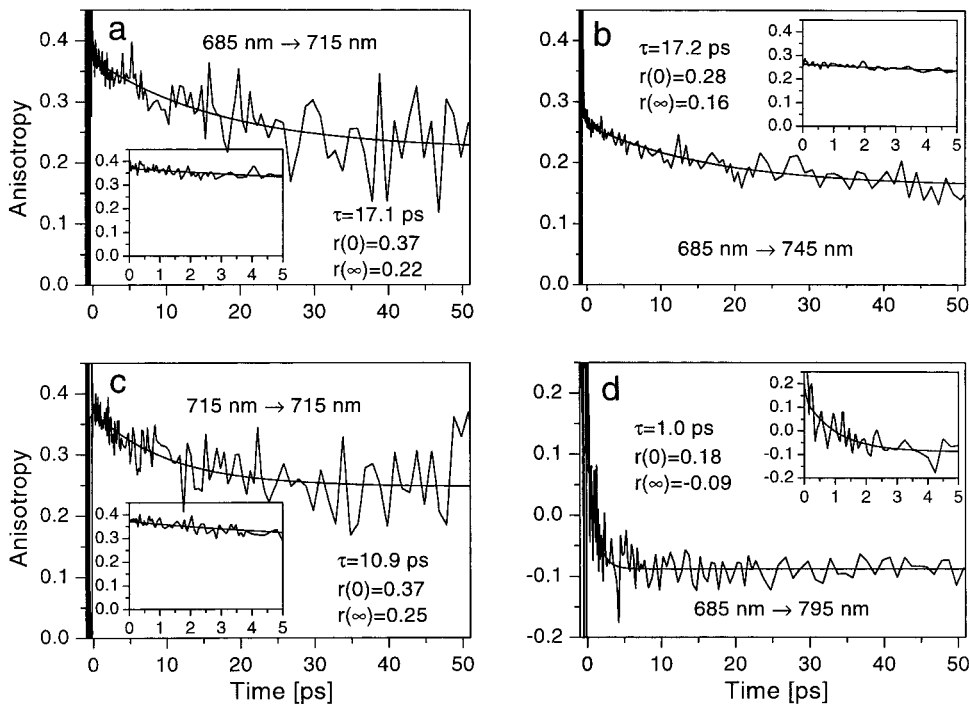 a
685 nm → 715 nm
τ=17.1 ps
r(0)=0.37
r(∞)=0.22
Anisotropy
0.4
0.3
0.2
0.1
0.0
0 10 20 30 40 50
0.4
0.3
0.2
0.1
0.0
0 1 2 3 4 5
b
τ=17.2 ps
r(0)=0.28
r(∞)=0.16
685 nm → 745 nm
0.4
0.3
0.2
0.1
0.0
0 10 20 30 40 50
0.4
0.3
0.2
0.1
0.0
0 1 2 3 4 5
c
715 nm → 715 nm
τ=10.9 ps
r(0)=0.37
r(∞)=0.25
Anisotropy
0.4
0.3
0.2
0.1
0.0
0 10 20 30 40 50
Time [ps]
0.4
0.3
0.2
0.1
0.0
0 1 2 3 4 5
d
τ=1.0 ps
r(0)=0.18
r(∞)=-0.09
685 nm → 795 nm
0.2
0.1
0.0
-0.1
-0.2
0 10 20 30 40 50
Time [ps]
0.2
0.1
0.0
-0.1
-0.2
0 1 2 3 4 5